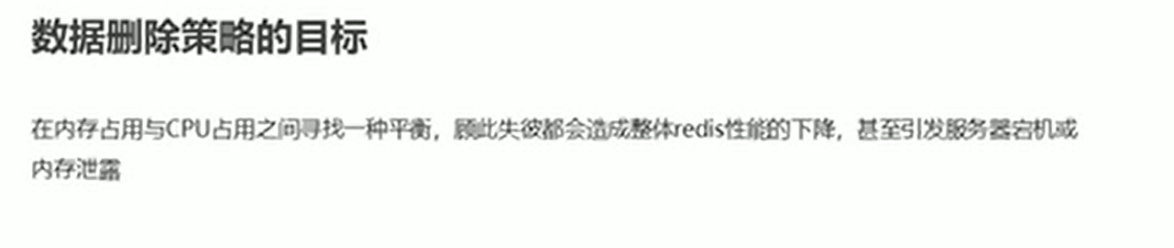 数据删除策略的目标
在内存占用与CPU占用之间寻找一种平衡，顾此失彼都会造成整体redis性能的下降，甚至引发服务器宕机或
内存泄露